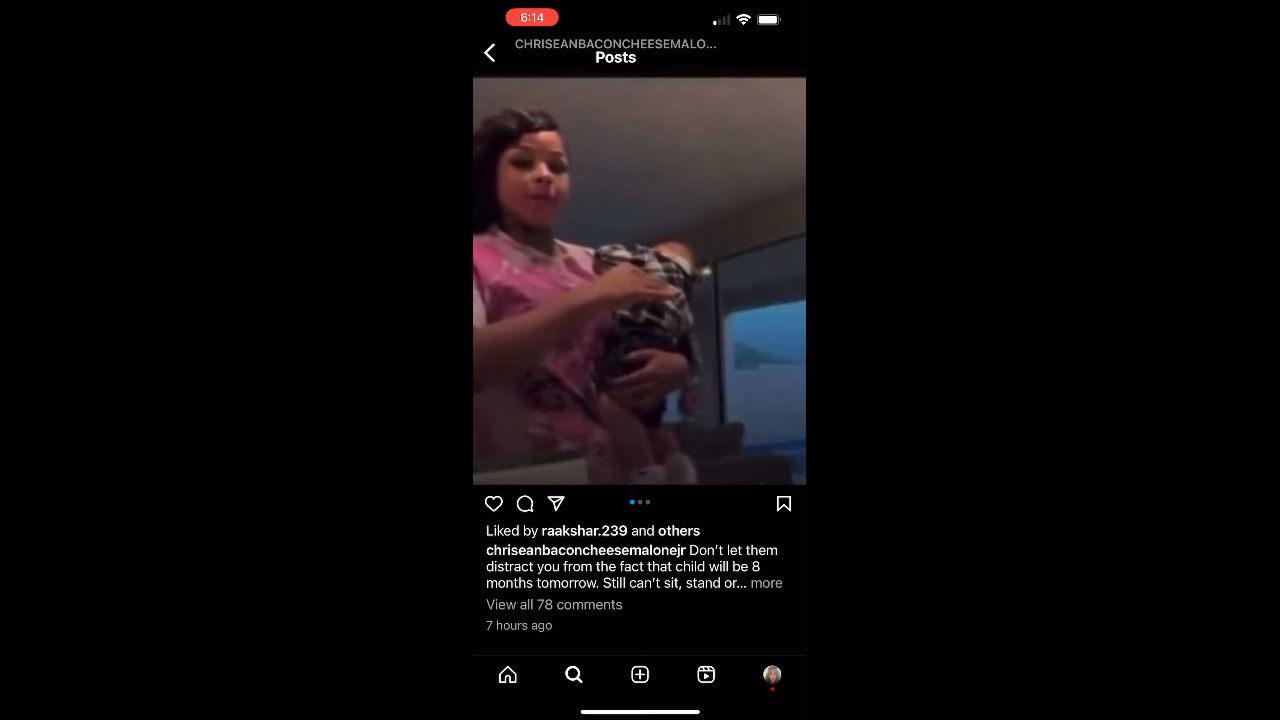 6:14
CHRISEANBACONCHEESEMALO...
Posts
Liked by raakshar.239 and others
chriseanbaconcheesemalonejr Don't let them
distract you from the fact that child will be 8
months tomorrow. Still can't sit, stand or... more
View all 78 comments
7 hours ago